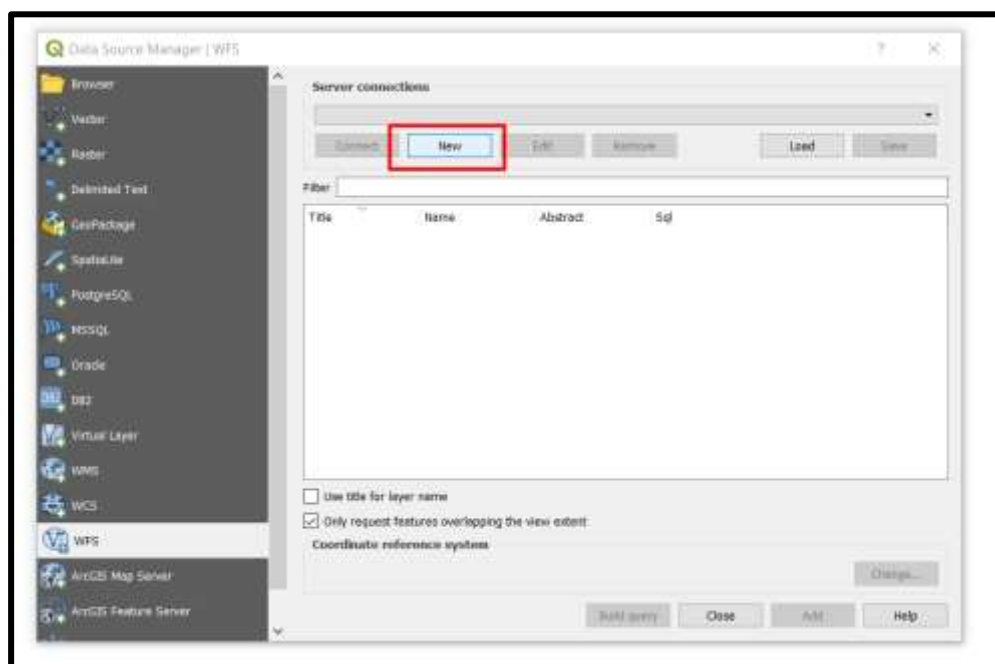 Data Source Manager | WFS
Browser
Vector
Raster
Delimited Text
GeoPackage
SpatiaLite
PostgreSQL
MSSQL
Oracle
DB2
Virtual Layer
WMS
WCS
WFS
ArcGIS Map Server
ArcGIS Feature Server
Server connections
Connect New Edit Remove Load Save
Filter
Title Name Abstract Sql
Use title for layer name
Only request features overlapping the view extent
Coordinate reference system
Change...
Build query Close Add Help